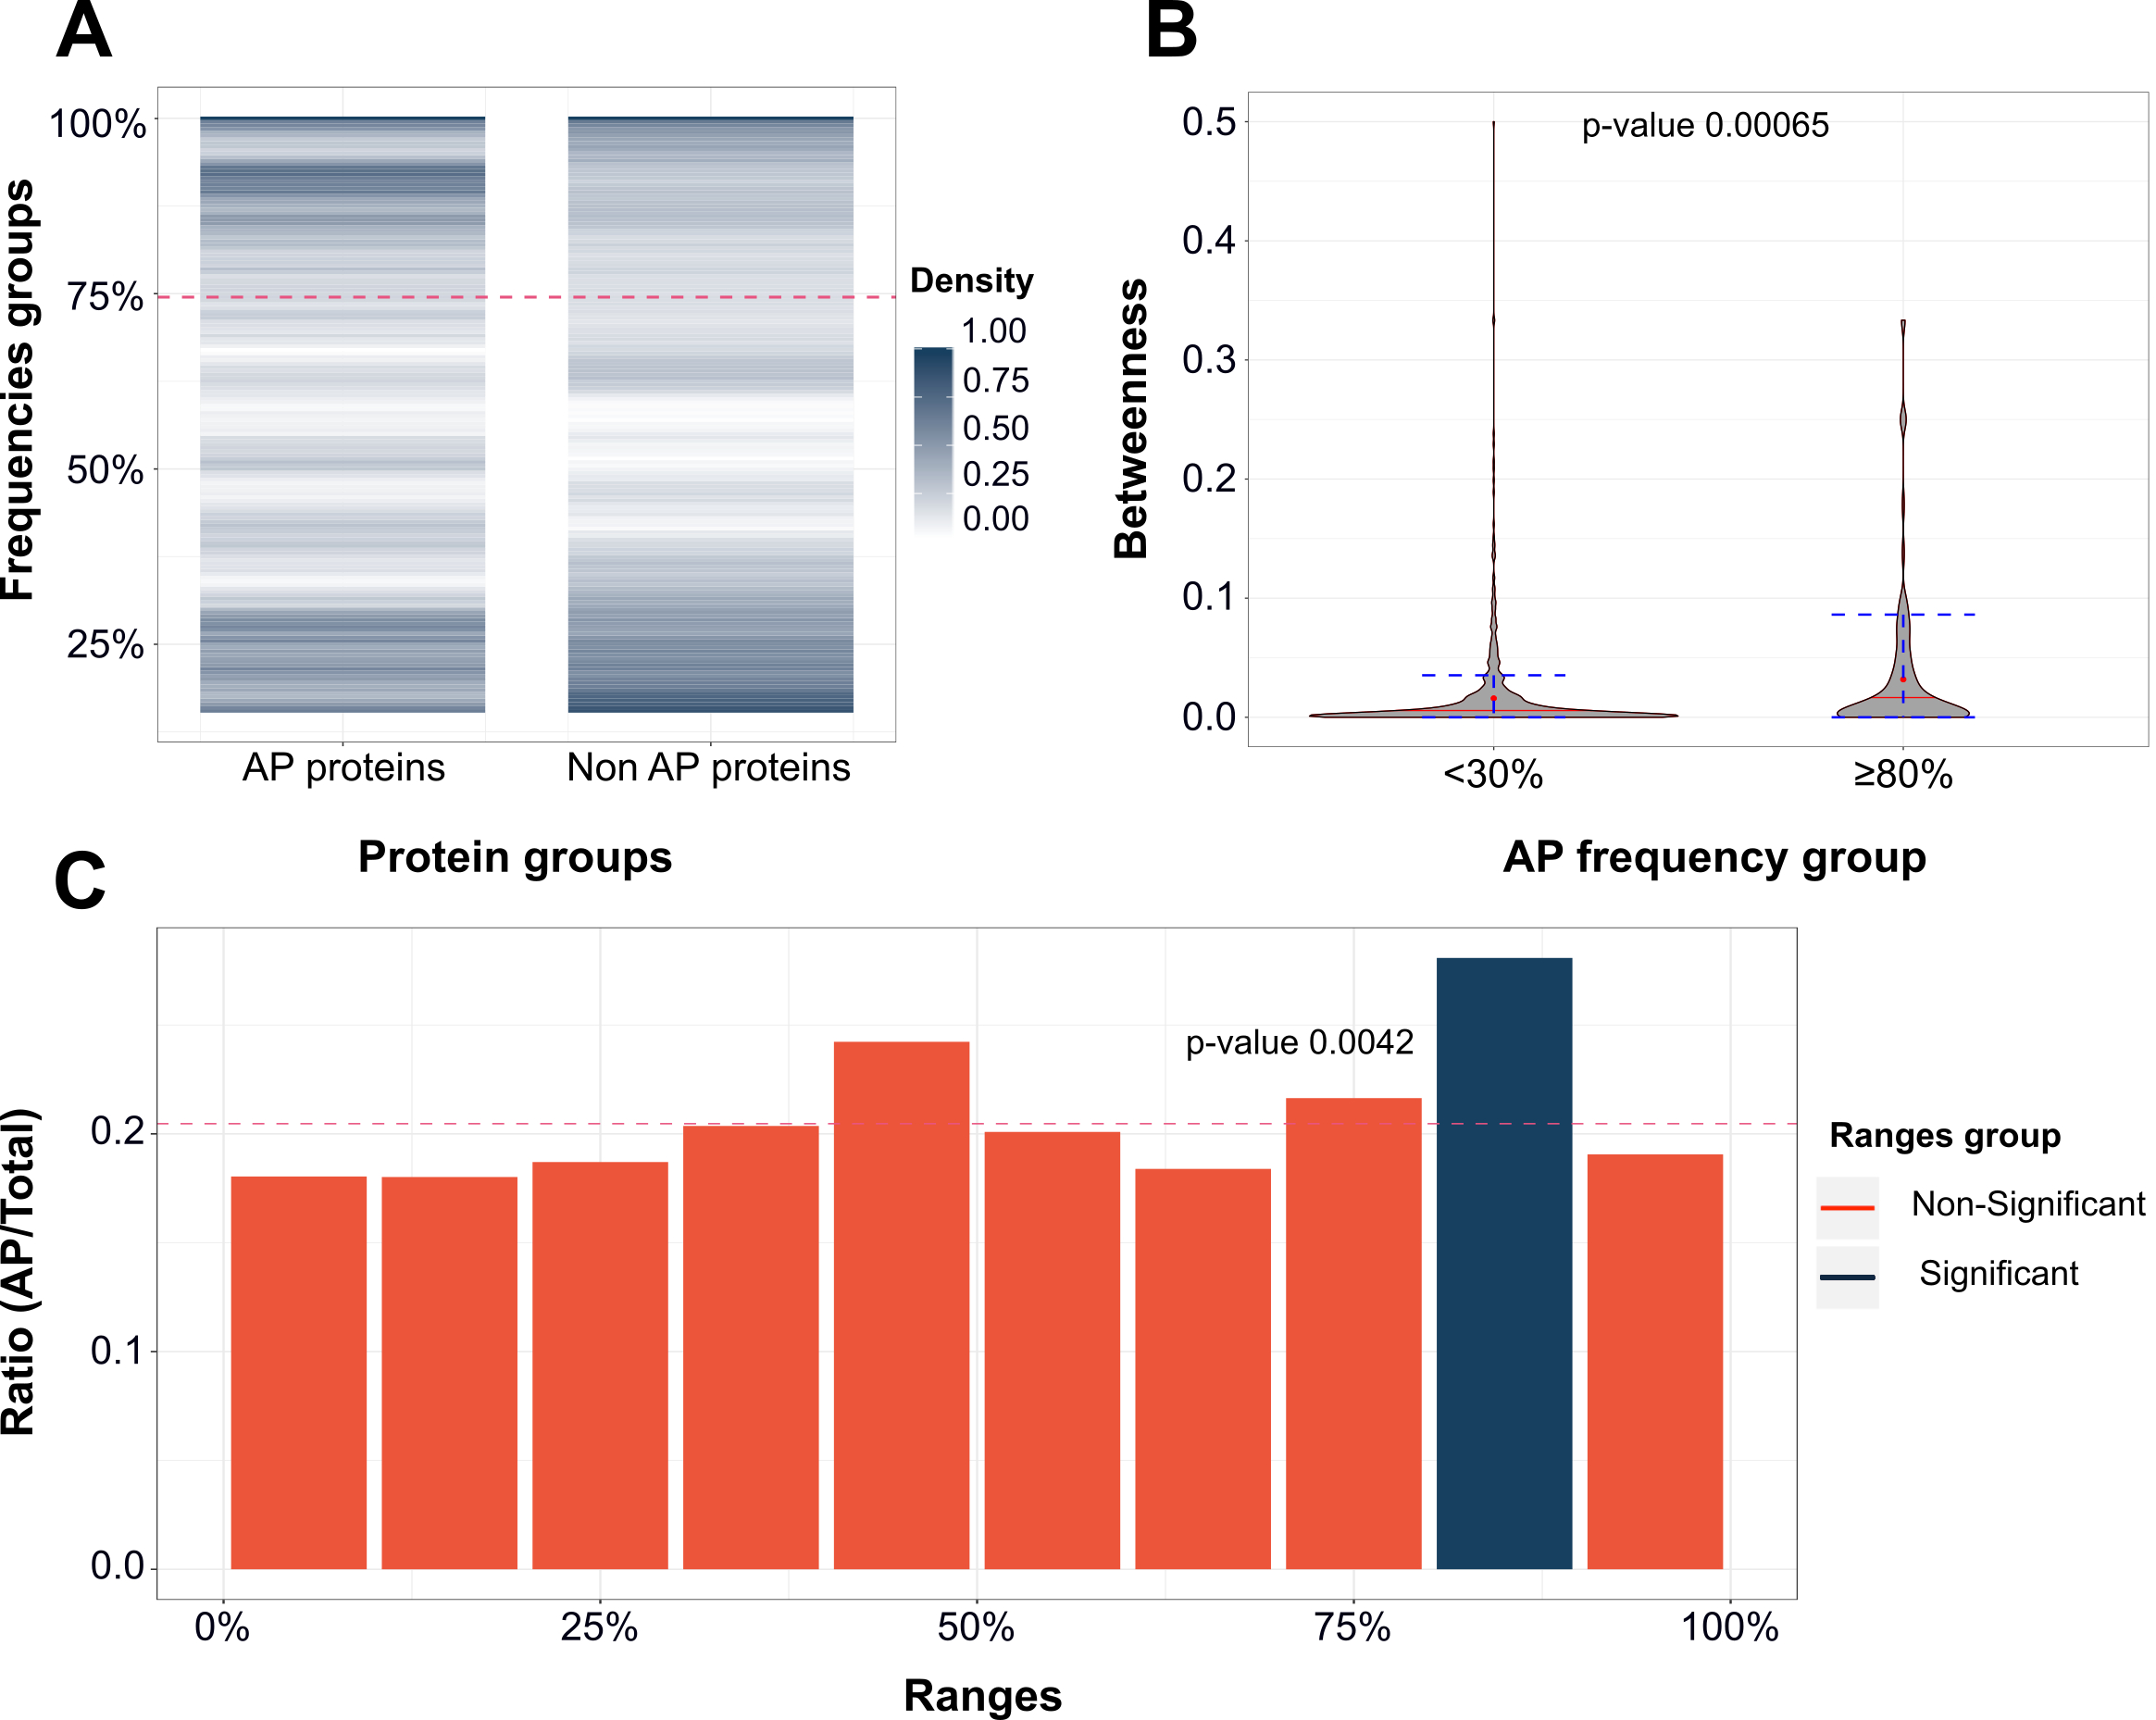 A
Frequencies groups
100%
75%
50%
25%
AP proteins
Non AP proteins
Protein groups
Density
1.00
0.75
0.50
0.25
0.00
B
Betweenness
0.5
0.4
0.3
0.2
0.1
0.0
p-value 0.00065
<30%
≥80%
AP frequency group
C
Ratio (AP/Total)
0.2
0.1
0.0
p-value 0.0042
0%
25%
50%
75%
100%
Ranges
Ranges group
Non-Significant
Significant